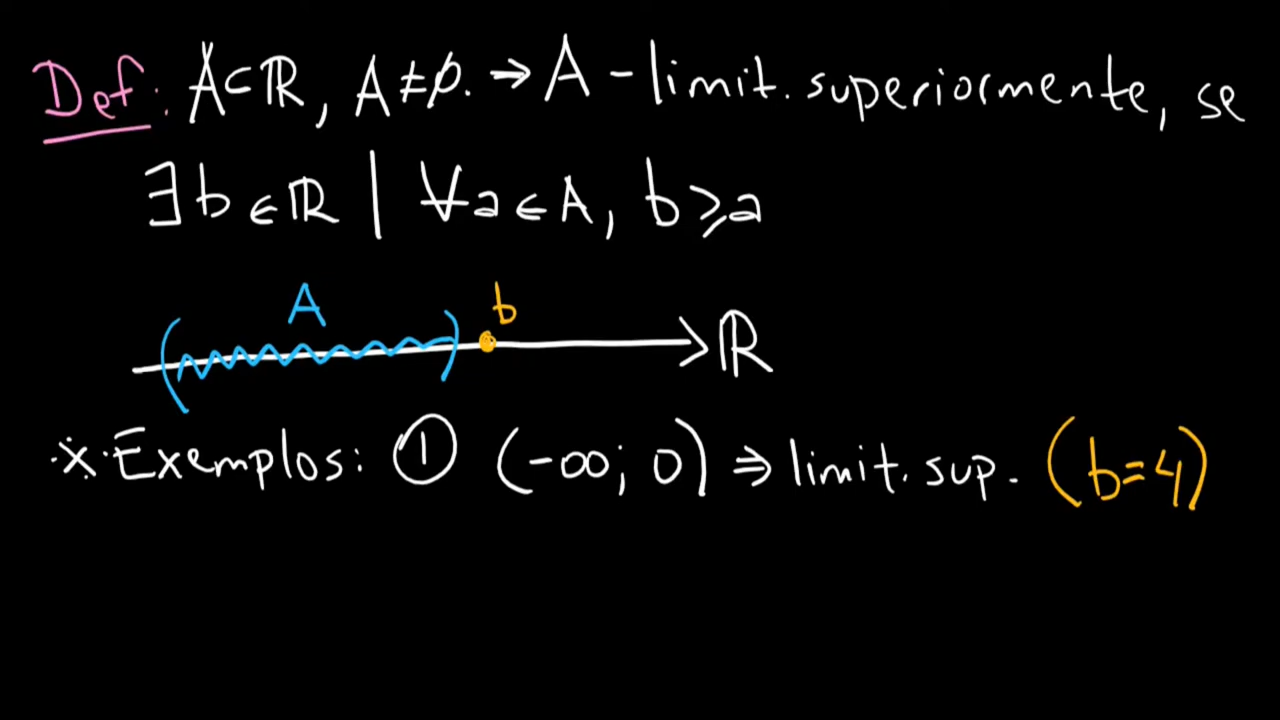 Def: A⊂ℝ, A≠∅. → A - limit. superiormente, se
∃ b ∈ ℝ | ∀a ∈ A, b ⩾ a
A b
ℝ
※ Exemplos: ① (-∞; 0) ⇒ limit. sup. (b=4)